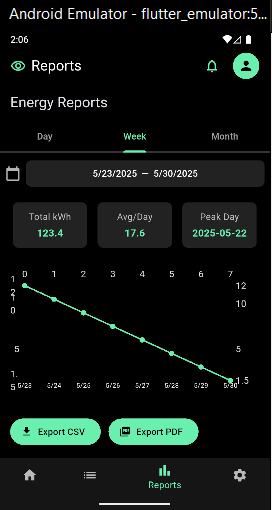 Android Emulator - flutter_emulator:5...
2:06
Reports
Energy Reports
Day Week Month
5/23/2025 — 5/30/2025
Total kWh Avg/Day Peak Day
123.4 17.6 2025-05-22
0 1 2 3 4 5 6 7
1
2
1
0
12
10
5 5
1.
5
1.5
5/23 5/24 5/25 5/26 5/27 5/28 5/29 5/30
Export CSV Export PDF
Reports